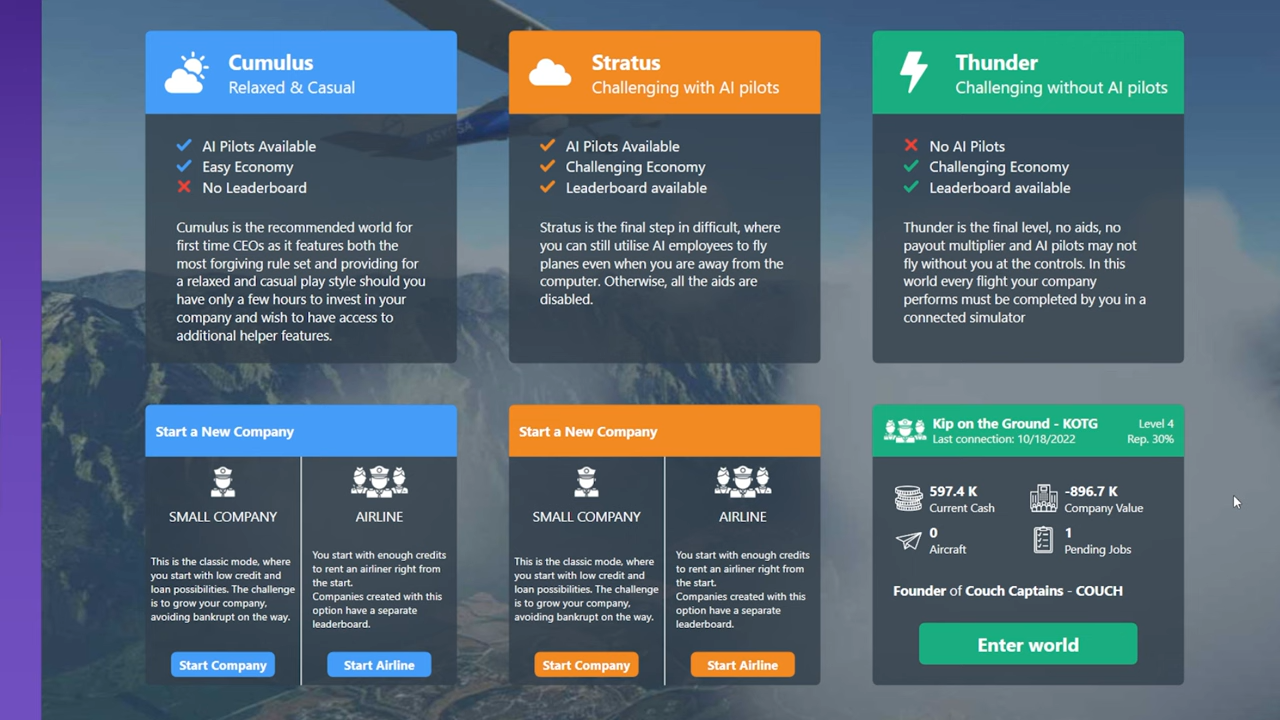 Cumulus
Relaxed & Casual
AI Pilots Available
Easy Economy
No Leaderboard
Cumulus is the recommended world for
first time CEOs as it features both the
most forgiving rule set and providing for
a relaxed and casual play style should you
have only a few hours to invest in your
company and wish to have access to
additional helper features.
Stratus
Challenging with AI pilots
AI Pilots Available
Challenging Economy
Leaderboard available
Stratus is the final step in difficult, where
you can still utilise AI employees to fly
planes even when you are away from the
computer. Otherwise, all the aids are
disabled.
Thunder
Challenging without AI pilots
No AI Pilots
Challenging Economy
Leaderboard available
Thunder is the final level, no aids, no
payout multiplier and AI pilots may not
fly without you at the controls. In this
world every flight your company
performs must be completed by you in a
connected simulator
Start a New Company
SMALL COMPANY
This is the classic mode, where
you start with low credit and
loan possibilities. The challenge
is to grow your company,
avoiding bankrupt on the way.
Start Company
AIRLINE
You start with enough credits
to rent an airliner right from
the start.
Companies created with this
option have a separate
leaderboard.
Start Airline
Start a New Company
SMALL COMPANY
This is the classic mode, where
you start with low credit and
loan possibilities. The challenge
is to grow your company,
avoiding bankrupt on the way.
Start Company
AIRLINE
You start with enough credits
to rent an airliner right from
the start.
Companies created with this
option have a separate
leaderboard.
Start Airline
Kip on the Ground - KOTG
Level 4
Last connection: 10/18/2022
Rep. 30%
597.4 K
Current Cash
-896.7 K
Company Value
0
Aircraft
1
Pending Jobs
Founder of Couch Captains - COUCH
Enter world